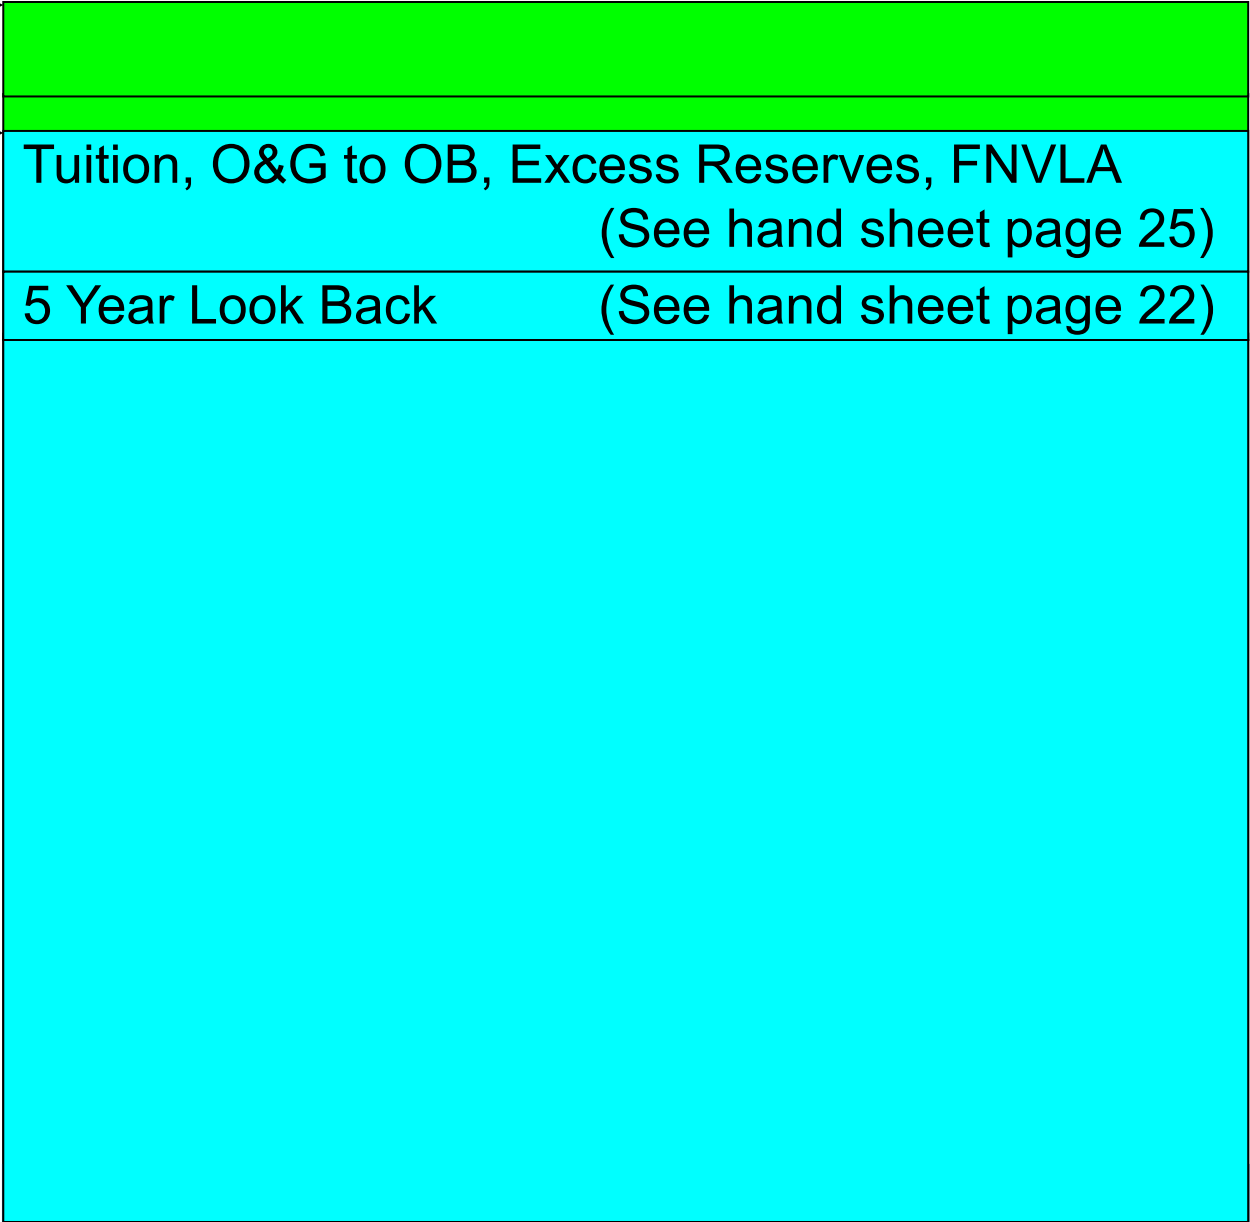 Tuition, O&G to OB, Excess Reserves, FNVLA
(See hand sheet page 25)
5 Year Look Back (See hand sheet page 22)